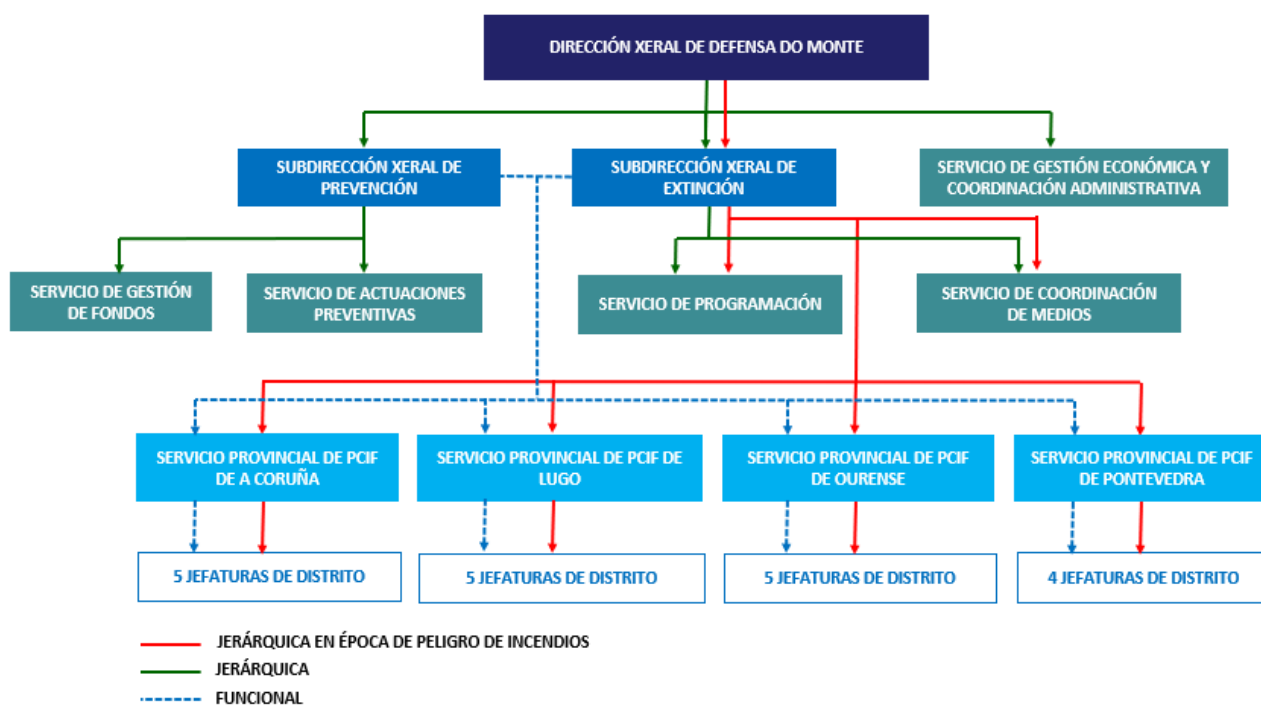 DIRECCIÓN XERAL DE DEFENSA DO MONTE
SUBDIRECCIÓN XERAL DE
PREVENCIÓN
SUBDIRECCIÓN XERAL DE
EXTINCIÓN
SERVICIO DE GESTIÓN ECONÓMICA Y
COORDINACIÓN ADMINISTRATIVA
SERVICIO DE GESTIÓN
DE FONDOS
SERVICIO DE ACTUACIONES
PREVENTIVAS
SERVICIO DE PROGRAMACIÓN
SERVICIO DE COORDINACIÓN
DE MEDIOS
SERVICIO PROVINCIAL DE PCIF
DE A CORUÑA
SERVICIO PROVINCIAL DE PCIF DE
LUGO
SERVICIO PROVINCIAL DE PCIF
DE OURENSE
SERVICIO PROVINCIAL DE PCIF
DE PONTEVEDRA
5 JEFATURAS DE DISTRITO
5 JEFATURAS DE DISTRITO
5 JEFATURAS DE DISTRITO
4 JEFATURAS DE DISTRITO
JERÁRQUICA EN ÉPOCA DE PELIGRO DE INCENDIOS
JERÁRQUICA
FUNCIONAL